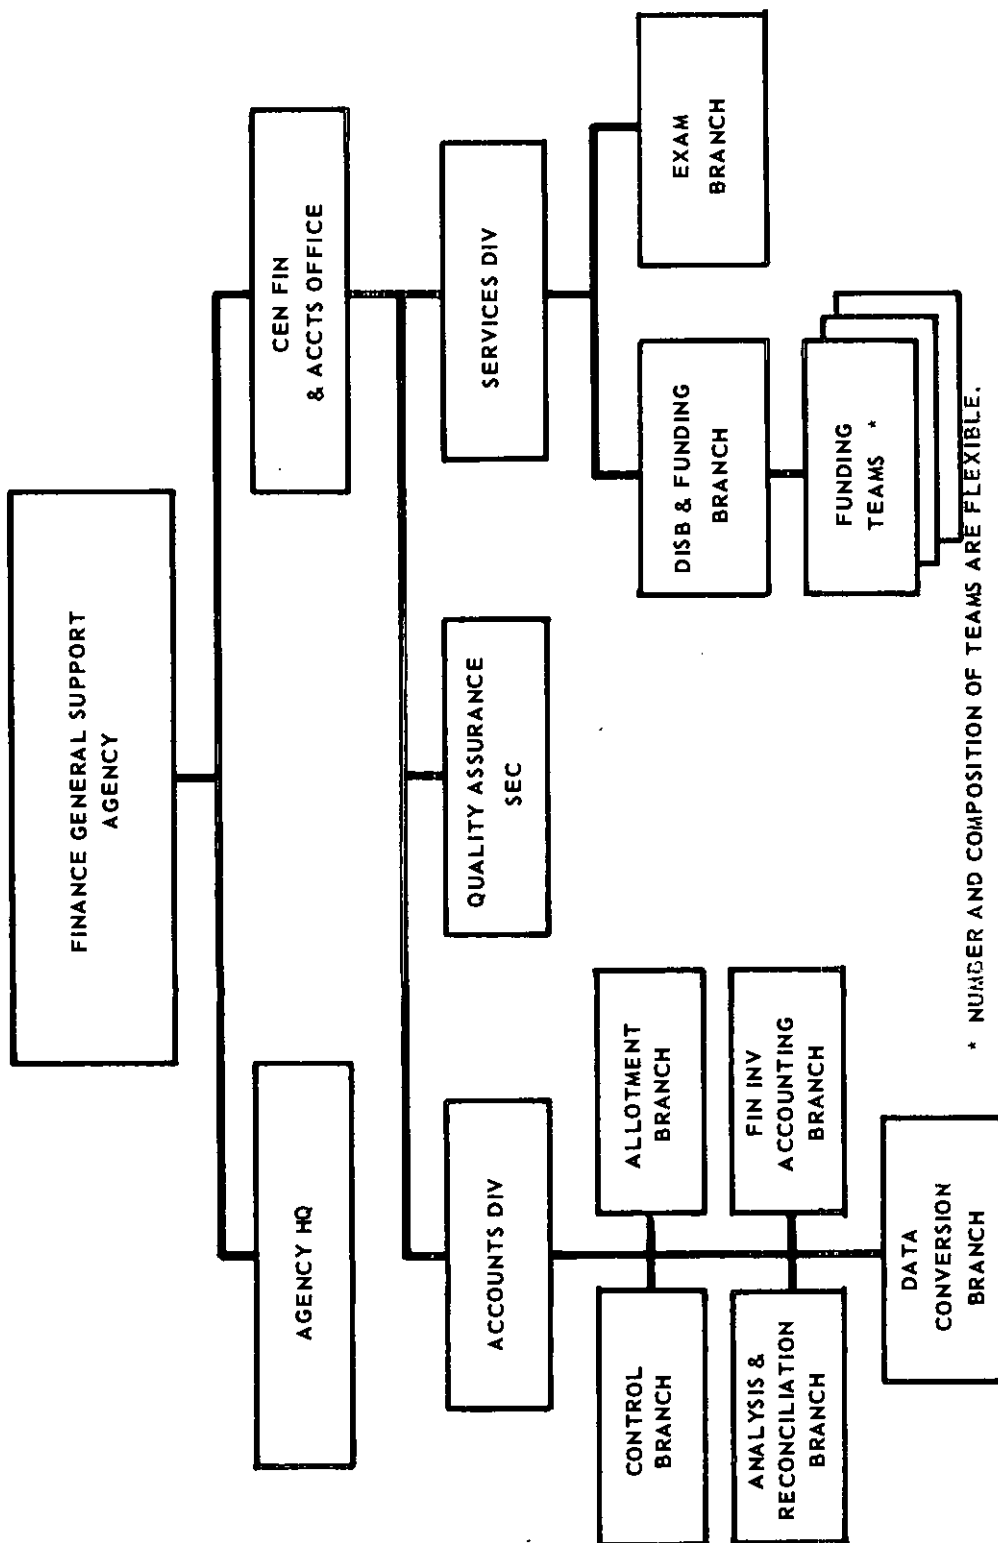 FINANCE GENERAL SUPPORT
AGENCY
AGENCY HQ
CEN FIN
& ACCTS OFFICE
ACCOUNTS DIV
QUALITY ASSURANCE
SEC
SERVICES DIV
CONTROL
BRANCH
ALLOTMENT
BRANCH
ANALYSIS &
RECONCILIATION
BRANCH
FIN INV
ACCOUNTING
BRANCH
DATA
CONVERSION
BRANCH
DISB & FUNDING
BRANCH
EXAM
BRANCH
FUNDING
TEAMS *
* NUMBER AND COMPOSITION OF TEAMS ARE FLEXIBLE.